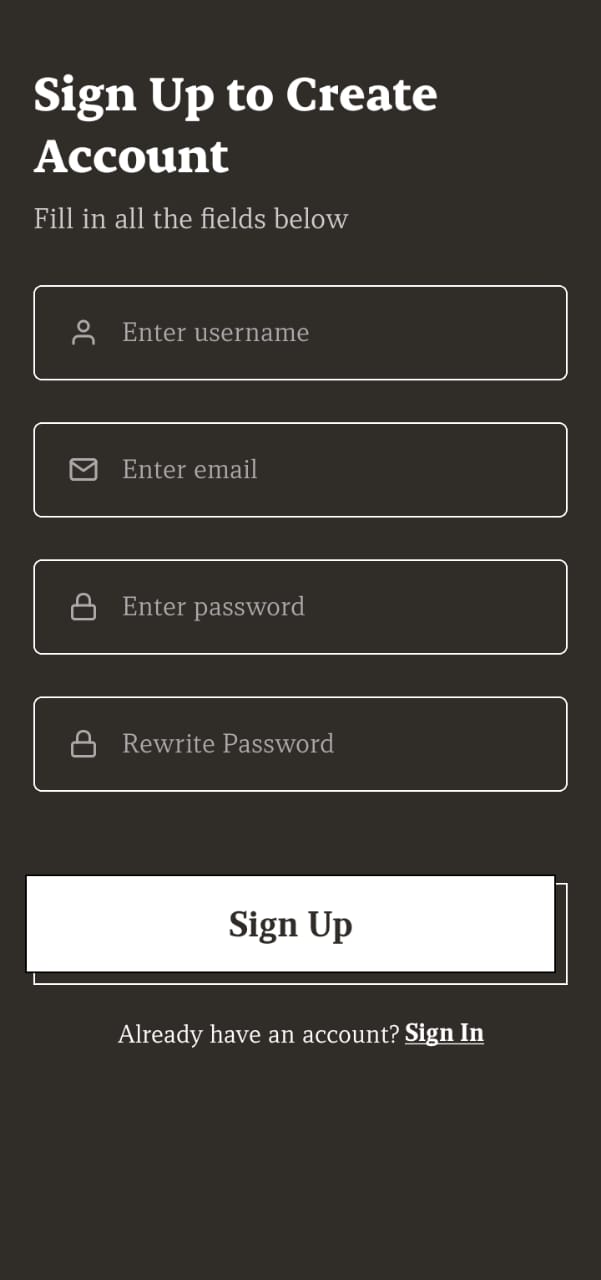 Sign Up to Create
Account
Fill in all the fields below
Enter username
Enter email
Enter password
Rewrite Password
Sign Up
Already have an account? Sign In